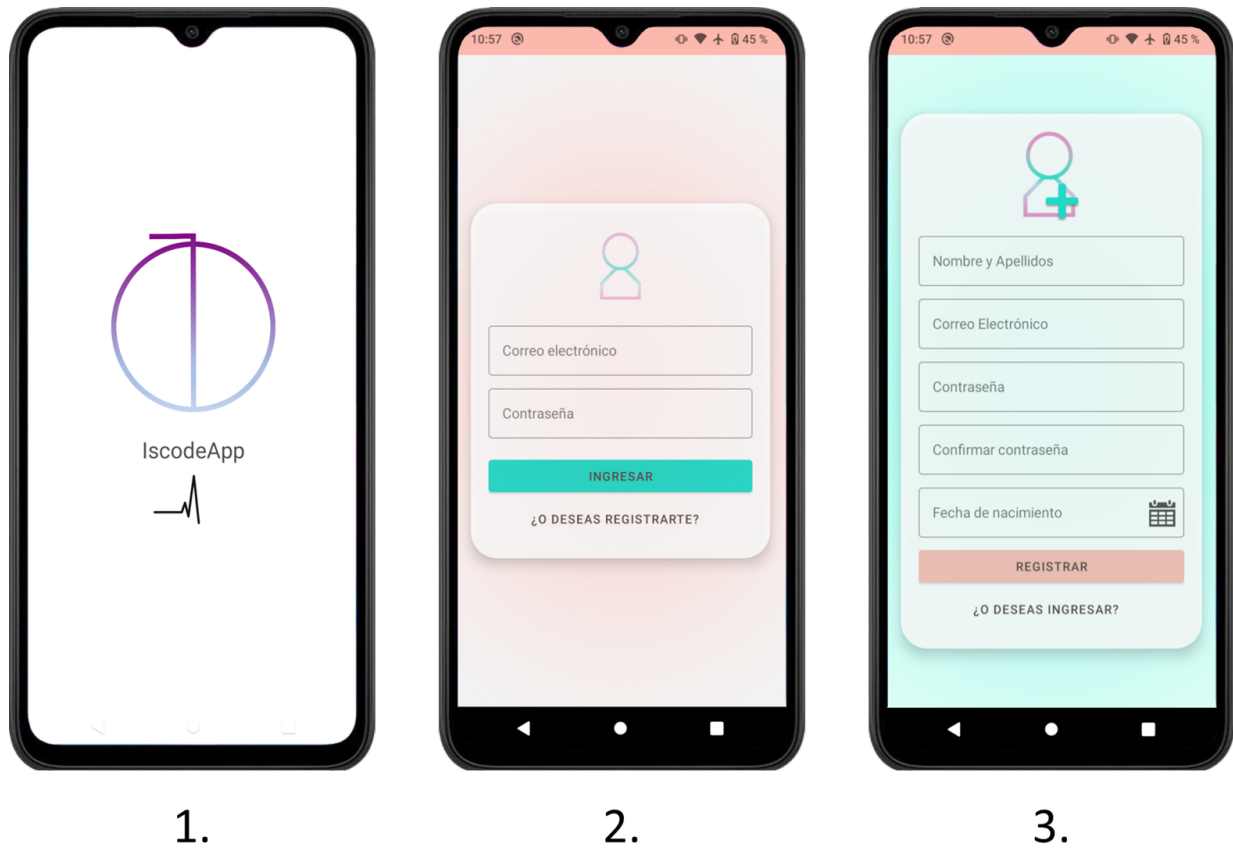 IscodeApp
1.
10:57 45 %
Correo electrónico
Contraseña
INGRESAR
¿O DESEAS REGISTRARTE?
2.
10:57 45 %
Nombre y Apellidos
Correo Electrónico
Contraseña
Confirmar contraseña
Fecha de nacimiento
REGISTRAR
¿O DESEAS INGRESAR?
3.